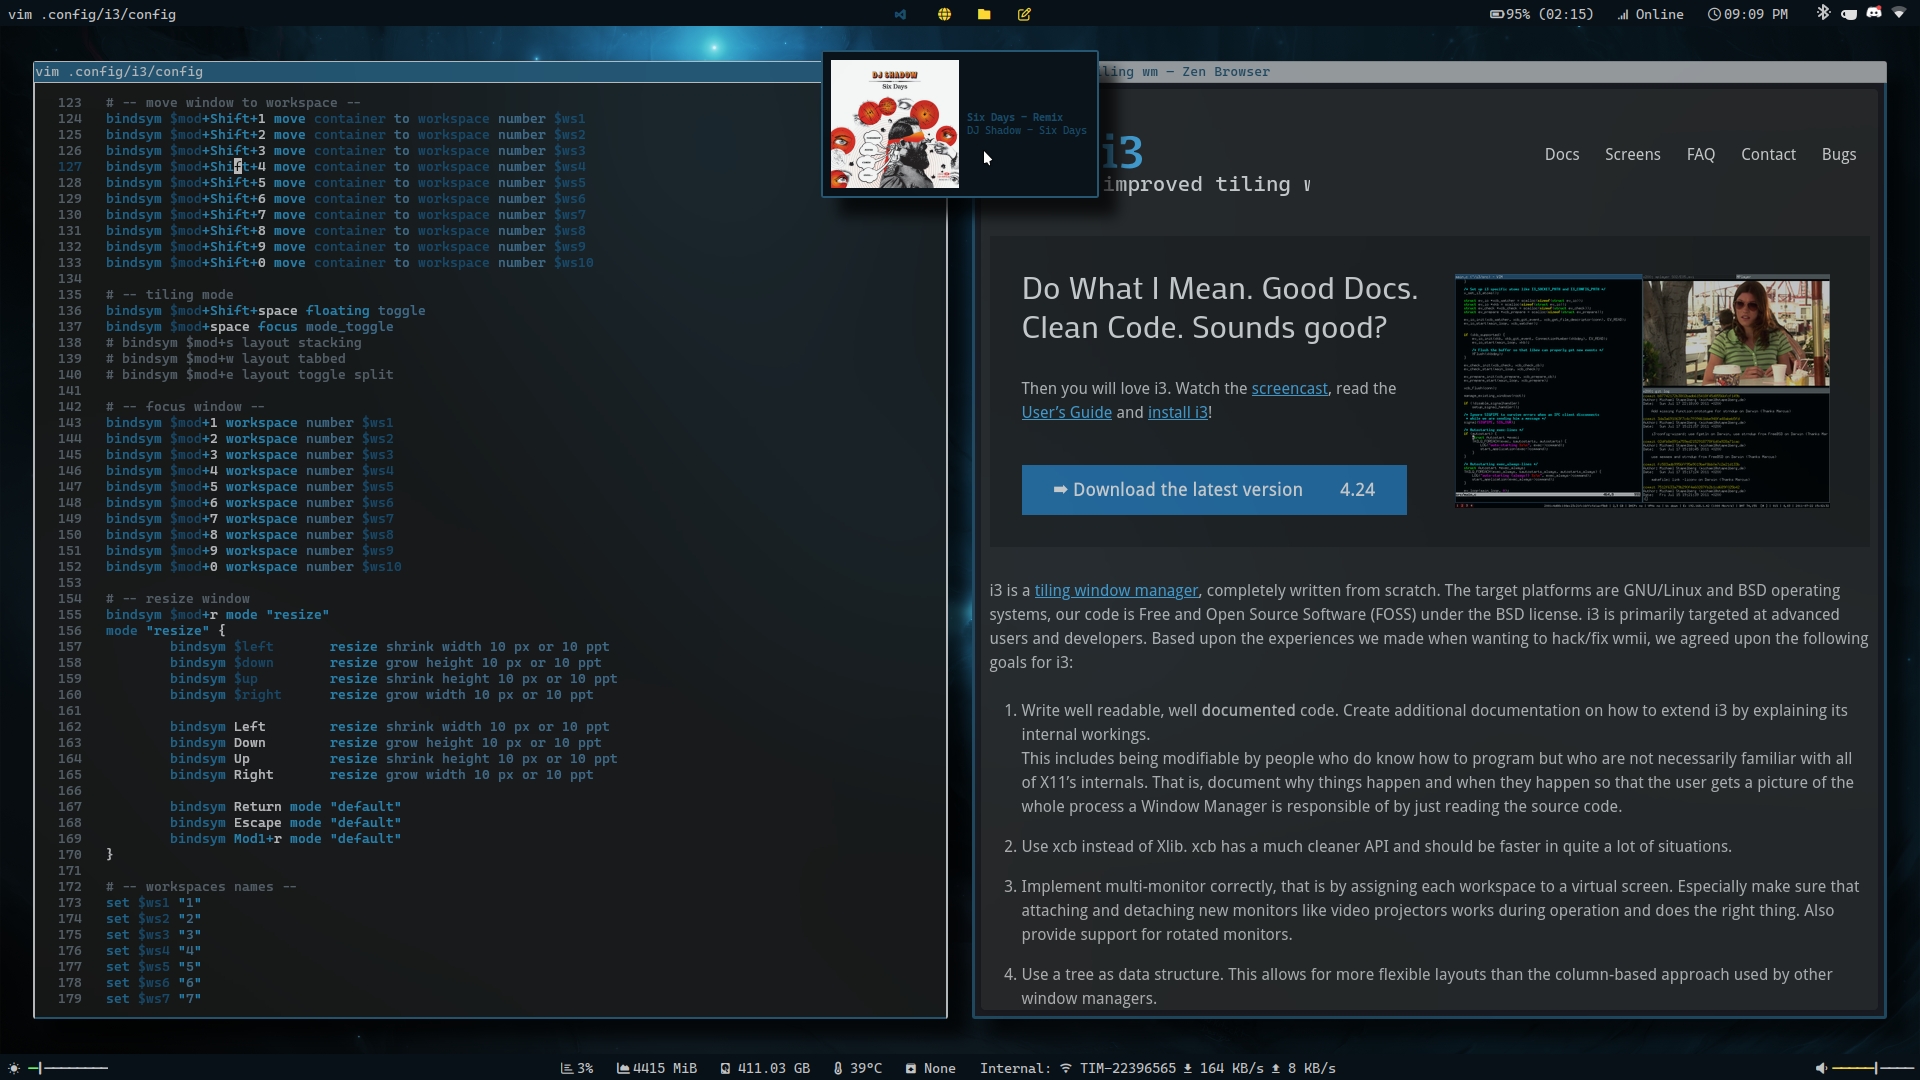 vim .config/i3/config
95% (02:15)
Online
09:09 PM
vim .config/i3/config
123 # -- move window to workspace --
124 bindsym $mod+Shift+1 move container to workspace number $ws1
125 bindsym $mod+Shift+2 move container to workspace number $ws2
126 bindsym $mod+Shift+3 move container to workspace number $ws3
127 bindsym $mod+Shift+4 move container to workspace number $ws4
128 bindsym $mod+Shift+5 move container to workspace number $ws5
129 bindsym $mod+Shift+6 move container to workspace number $ws6
130 bindsym $mod+Shift+7 move container to workspace number $ws7
131 bindsym $mod+Shift+8 move container to workspace number $ws8
132 bindsym $mod+Shift+9 move container to workspace number $ws9
133 bindsym $mod+Shift+0 move container to workspace number $ws10
134
135 # -- tiling mode
136 bindsym $mod+Shift+space floating toggle
137 bindsym $mod+space focus mode_toggle
138 # bindsym $mod+s layout stacking
139 # bindsym $mod+w layout tabbed
140 # bindsym $mod+e layout toggle split
141
142 # -- focus window --
143 bindsym $mod+1 workspace number $ws1
144 bindsym $mod+2 workspace number $ws2
145 bindsym $mod+3 workspace number $ws3
146 bindsym $mod+4 workspace number $ws4
147 bindsym $mod+5 workspace number $ws5
148 bindsym $mod+6 workspace number $ws6
149 bindsym $mod+7 workspace number $ws7
150 bindsym $mod+8 workspace number $ws8
151 bindsym $mod+9 workspace number $ws9
152 bindsym $mod+0 workspace number $ws10
153
154 # -- resize window
155 bindsym $mod+r mode "resize"
156 mode "resize" {
157 bindsym $left resize shrink width 10 px or 10 ppt
158 bindsym $down resize grow height 10 px or 10 ppt
159 bindsym $up resize shrink height 10 px or 10 ppt
160 bindsym $right resize grow width 10 px or 10 ppt
161
162 bindsym Left resize shrink width 10 px or 10 ppt
163 bindsym Down resize grow height 10 px or 10 ppt
164 bindsym Up resize shrink height 10 px or 10 ppt
165 bindsym Right resize grow width 10 px or 10 ppt
166
167 bindsym Return mode "default"
168 bindsym Escape mode "default"
169 bindsym Mod1+r mode "default"
170 }
171
172 # -- workspaces names --
173 set $ws1 "1"
174 set $ws2 "2"
175 set $ws3 "3"
176 set $ws4 "4"
177 set $ws5 "5"
178 set $ws6 "6"
179 set $ws7 "7"
DJ SHADOW
Six Days
Six Days - Remix
DJ Shadow - Six Days
ling wm — Zen Browser
i3
improved tiling w
Docs
Screens
FAQ
Contact
Bugs
Do What I Mean. Good Docs.
Clean Code. Sounds good?
Then you will love i3. Watch the screencast, read the
User's Guide and install i3!
➡ Download the latest version 4.24
i3 is a tiling window manager, completely written from scratch. The target platforms are GNU/Linux and BSD operating
systems, our code is Free and Open Source Software (FOSS) under the BSD license. i3 is primarily targeted at advanced
users and developers. Based upon the experiences we made when wanting to hack/fix wmii, we agreed upon the following
goals for i3:
1. Write well readable, well documented code. Create additional documentation on how to extend i3 by explaining its
internal workings.
This includes being modifiable by people who do know how to program but who are not necessarily familiar with all
of X11's internals. That is, document why things happen and when they happen so that the user gets a picture of the
whole process a Window Manager is responsible of by just reading the source code.
2. Use xcb instead of Xlib. xcb has a much cleaner API and should be faster in quite a lot of situations.
3. Implement multi-monitor correctly, that is by assigning each workspace to a virtual screen. Especially make sure that
attaching and detaching new monitors like video projectors works during operation and does the right thing. Also
provide support for rotated monitors.
4. Use a tree as data structure. This allows for more flexible layouts than the column-based approach used by other
window managers.
3%
4415 MiB
411.03 GB
39°C
None
Internal: TIM-22396565 164 KB/s 8 KB/s